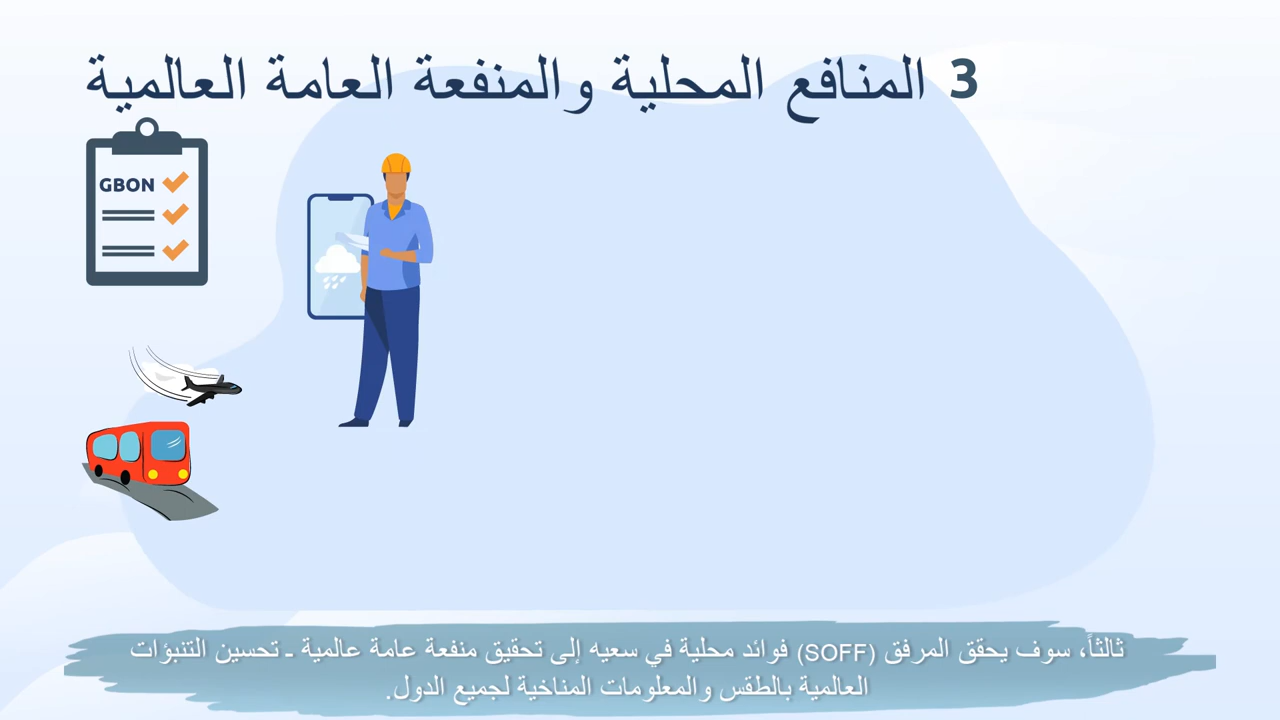 3 المنافع المحلية والمنفعة العامة العالمية
GBON
ثالثاً، سوف يحقق المرفق (SOFF) فوائد محلية في سعيه إلى تحقيق منفعة عامة عالمية - تحسين التنبؤات
العالمية بالطقس والمعلومات المناخية لجميع الدول.